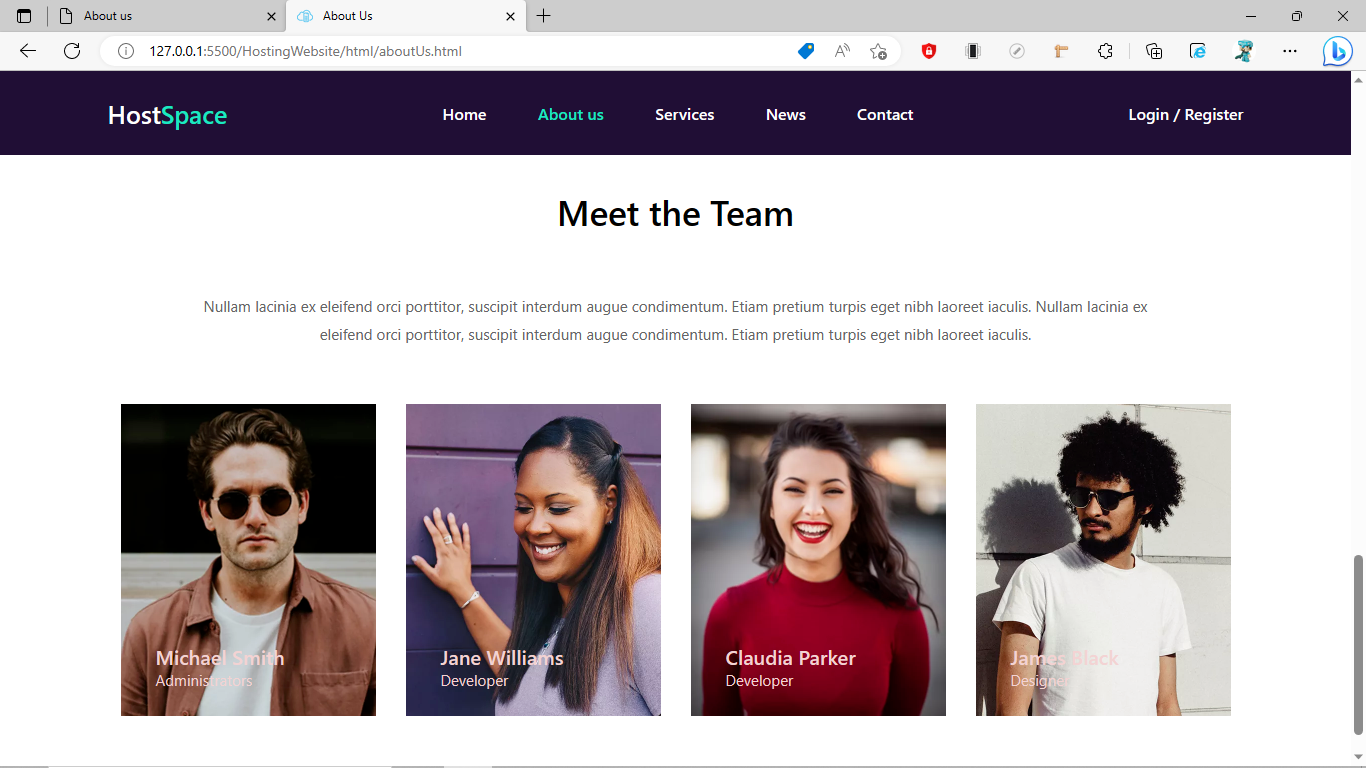 About us
About Us
127.0.0.1:5500/HostingWebsite/html/aboutUs.html
HostSpace
Home
About us
Services
News
Contact
Login / Register
Meet the Team
Nullam lacinia ex eleifend orci porttitor, suscipit interdum augue condimentum. Etiam pretium turpis eget nibh laoreet iaculis. Nullam lacinia ex
eleifend orci porttitor, suscipit interdum augue condimentum. Etiam pretium turpis eget nibh laoreet iaculis.
Michael Smith
Administrators
Jane Williams
Developer
Claudia Parker
Developer
James Black
Designer